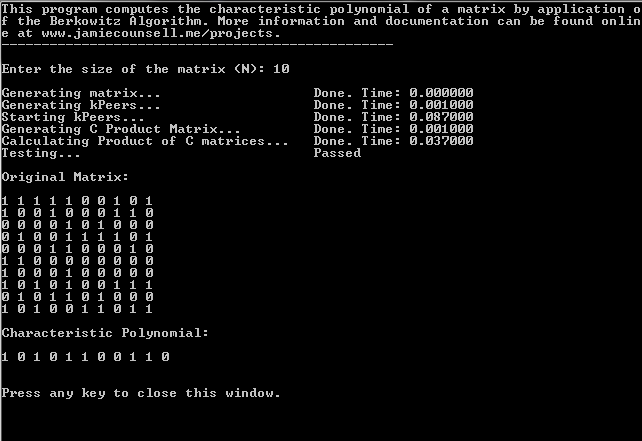 This program computes the characteristic polynomial of a matrix by application o
f the Berkowitz Algorithm. More information and documentation can be found onlin
e at www.jamiecounsell.me/projects.
-------------------------------------------------
Enter the size of the matrix (N): 10
Generating matrix... Done. Time: 0.000000
Generating kPeers... Done. Time: 0.001000
Starting kPeers... Done. Time: 0.087000
Generating C Product Matrix... Done. Time: 0.001000
Calculating Product of C matrices... Done. Time: 0.037000
Testing... Passed
Original Matrix:
1 1 1 1 1 0 0 1 0 1
1 0 0 1 0 0 0 1 1 0
0 0 0 0 1 0 1 0 0 0
0 1 0 0 1 1 1 1 0 1
0 0 0 1 1 0 0 0 1 0
1 1 0 0 0 0 0 0 0 0
1 0 0 0 1 0 0 0 0 0
1 0 1 0 1 0 0 1 1 1
0 1 0 1 1 0 1 0 0 0
1 0 1 0 0 1 1 0 1 1
Characteristic Polynomial:
1 0 1 0 1 1 0 0 1 1 0
Press any key to close this window.